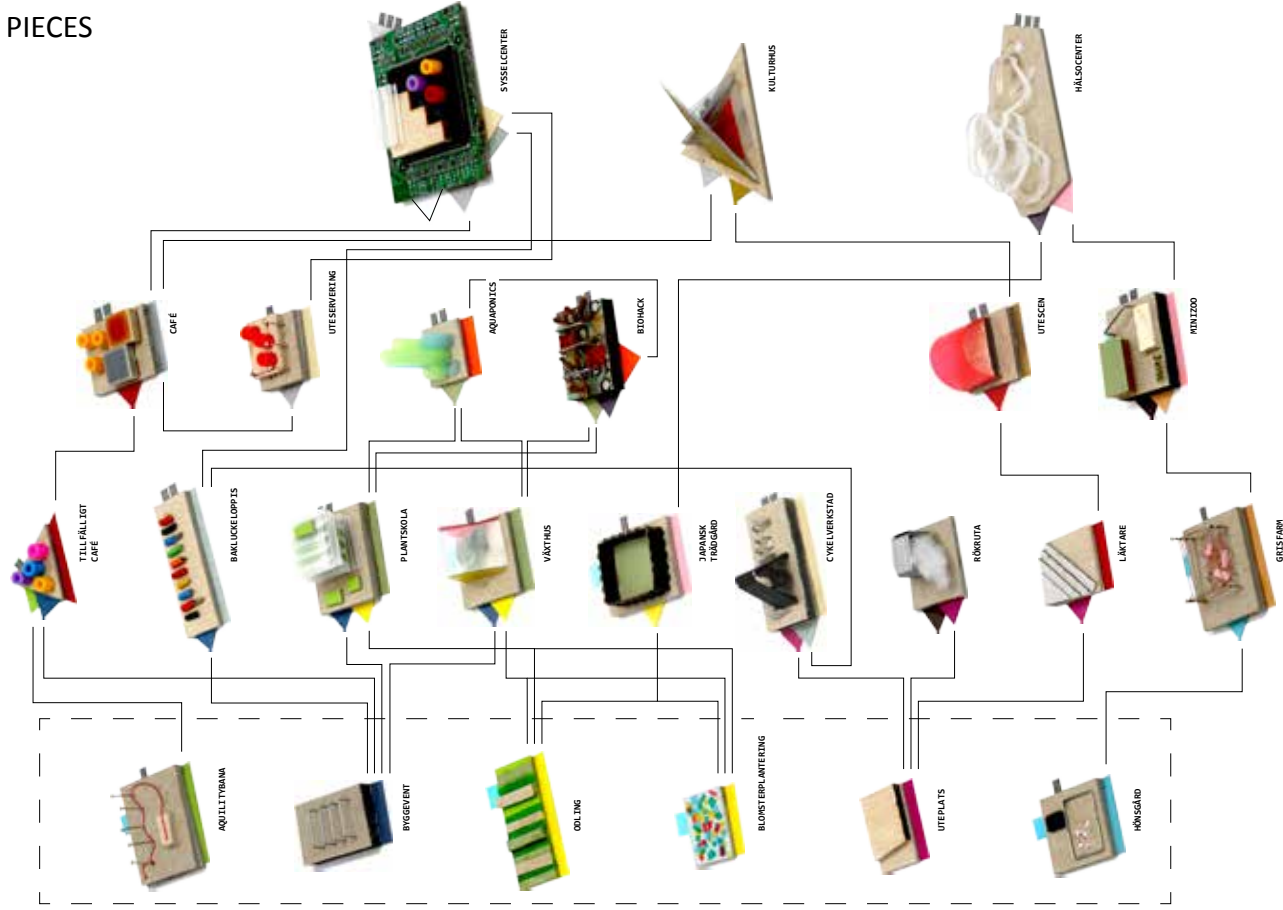 PIECES
SYSSELCENTER
KULTURHUS
HÄLSOCENTER
CAFÉ
UTESERVERING
AQUAPONICS
BIOHACK
UTESCEN
MINIZOO
TILLFÄLLIGT
CAFÉ
BAKLUCKELOPPIS
PLANTSKOLA
VÄXTHUS
JAPANSK
TRÄDGÅRD
CYKELVERKSTAD
RÖKRUTA
LÄKTARE
GRISFARM
AQUILITYBANA
BYGGEVENT
ODLING
BLOMSTERPLANTERING
UTEPLATS
HÖNSGÅRD